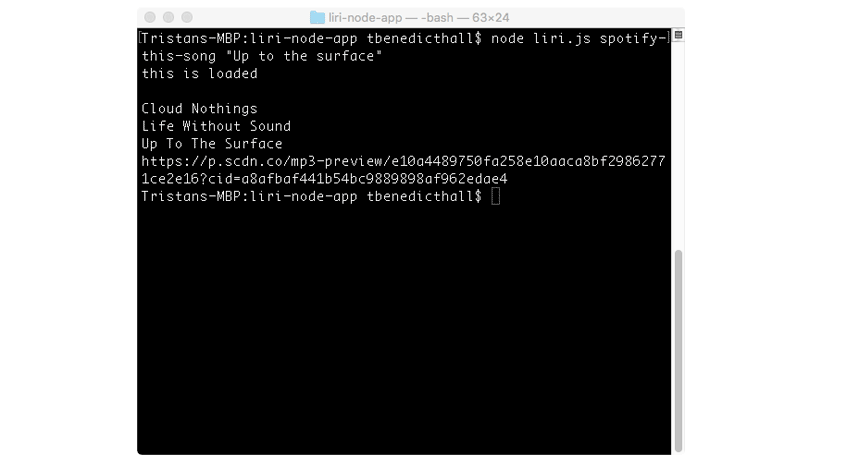 liri-node-app — -bash — 63×24
[Tristans-MBP:liri-node-app tbenedicthall$ node liri.js spotify-]
this-song "Up to the surface"
this is loaded
Cloud Nothings
Life Without Sound
Up To The Surface
https://p.scdn.co/mp3-preview/e10a4489750fa258e10aaca8bf2986277
1ce2e16?cid=a8afbaf441b54bc9889898af962edae4
Tristans-MBP:liri-node-app tbenedicthall$